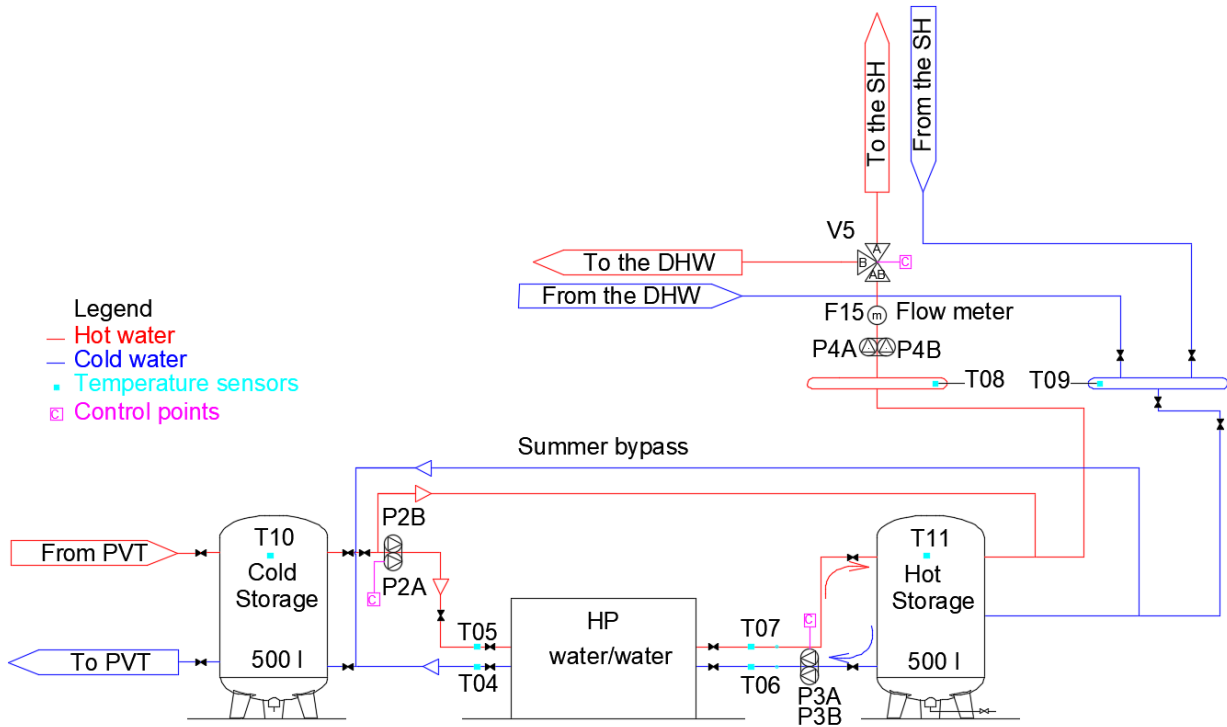 To the SH
From the SH
V5
A
B
AB
C
To the DHW
From the DHW
F15
m
Flow meter
P4A
P4B
T08
T09
Legend
Hot water
Cold water
Temperature sensors
C
Control points
Summer bypass
P2B
P2A
C
From PVT
To PVT
T10
Cold
Storage
500 l
T05
T04
HP
water/water
T07
T06
C
P3A
P3B
T11
Hot
Storage
500 l